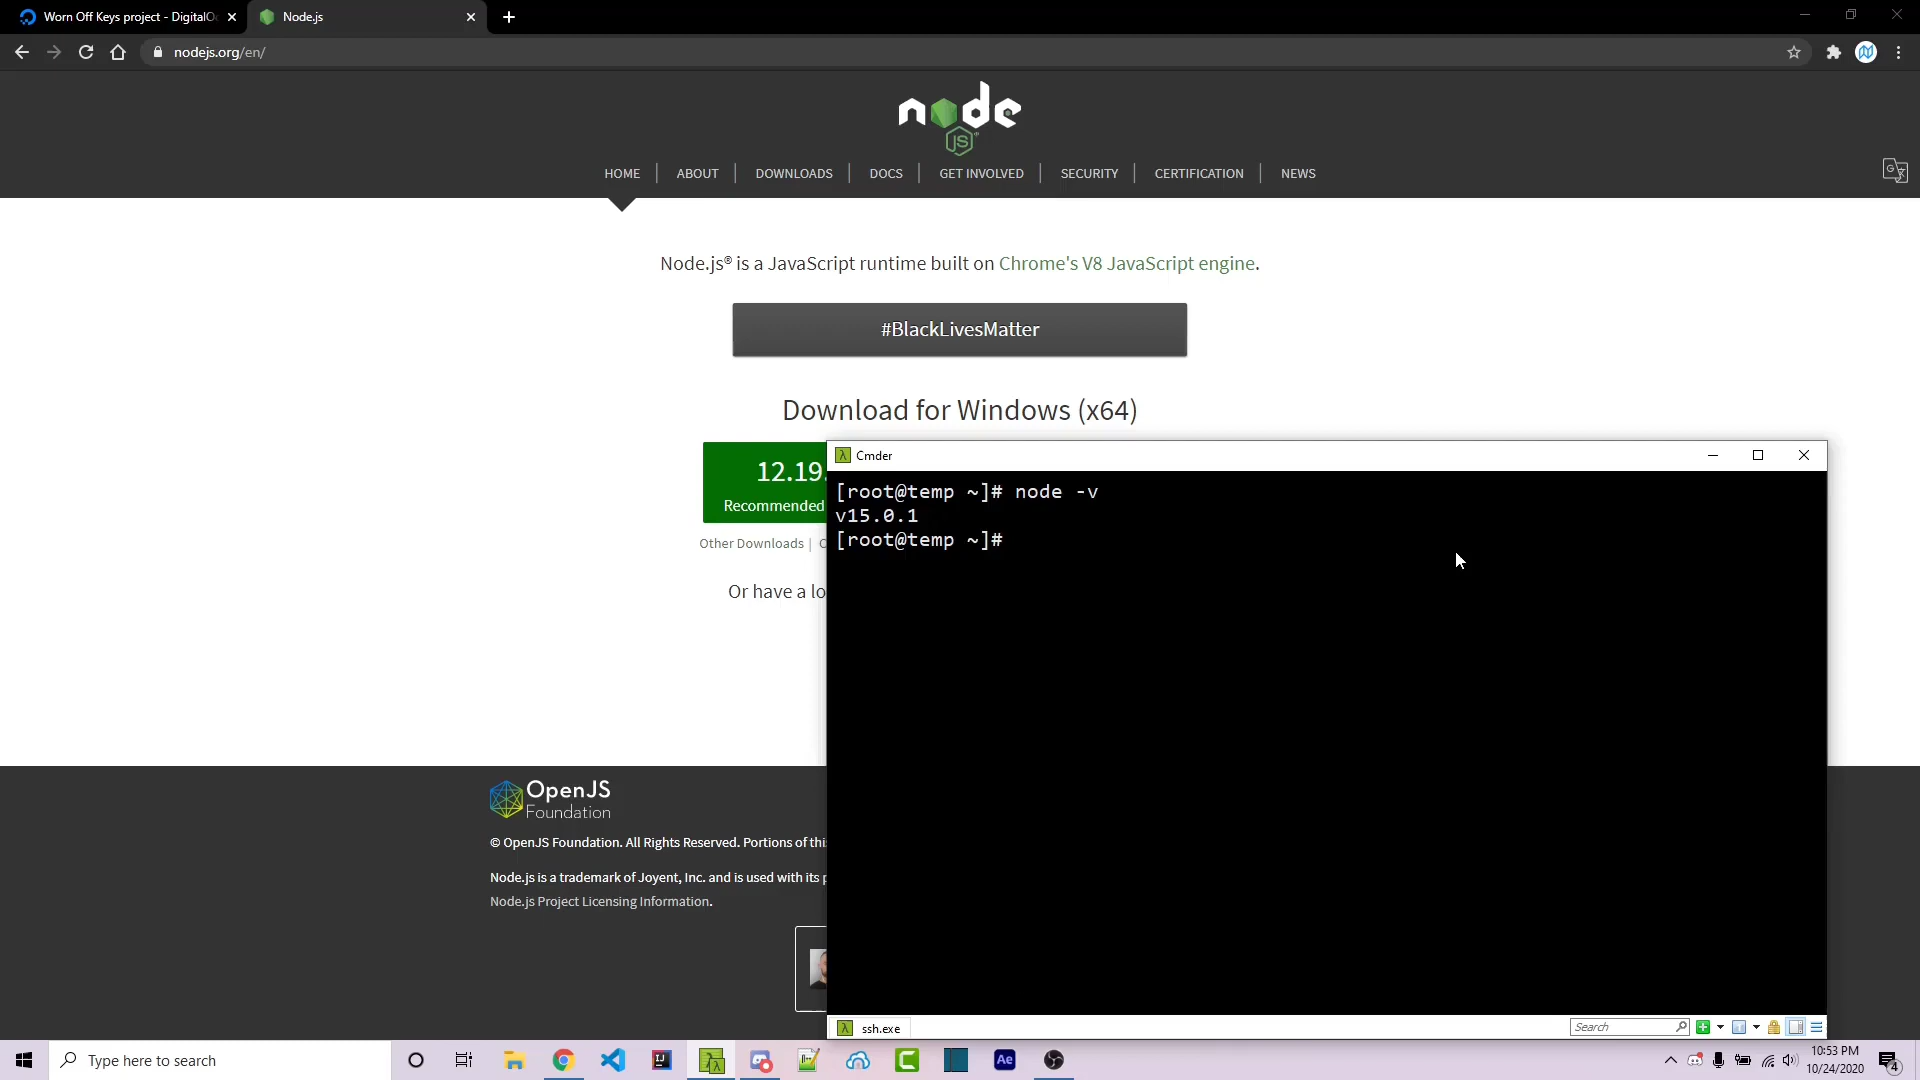 Worn Off Keys project - DigitalO
Node.js
nodejs.org/en/
node
JS
HOME
ABOUT
DOWNLOADS
DOCS
GET INVOLVED
SECURITY
CERTIFICATION
NEWS
Node.js® is a JavaScript runtime built on Chrome's V8 JavaScript engine.
#BlackLivesMatter
Download for Windows (x64)
12.19.
Recommended
Other Downloads | C
Or have a lo
Cmder
[root@temp ~]# node -v
v15.0.1
[root@temp ~]#
OpenJS
Foundation
© OpenJS Foundation. All Rights Reserved. Portions of this
Node.js is a trademark of Joyent, Inc. and is used with its p
Node.js Project Licensing Information.
ssh.exe
Search
Type here to search
Ae
10:53 PM
10/24/2020
4